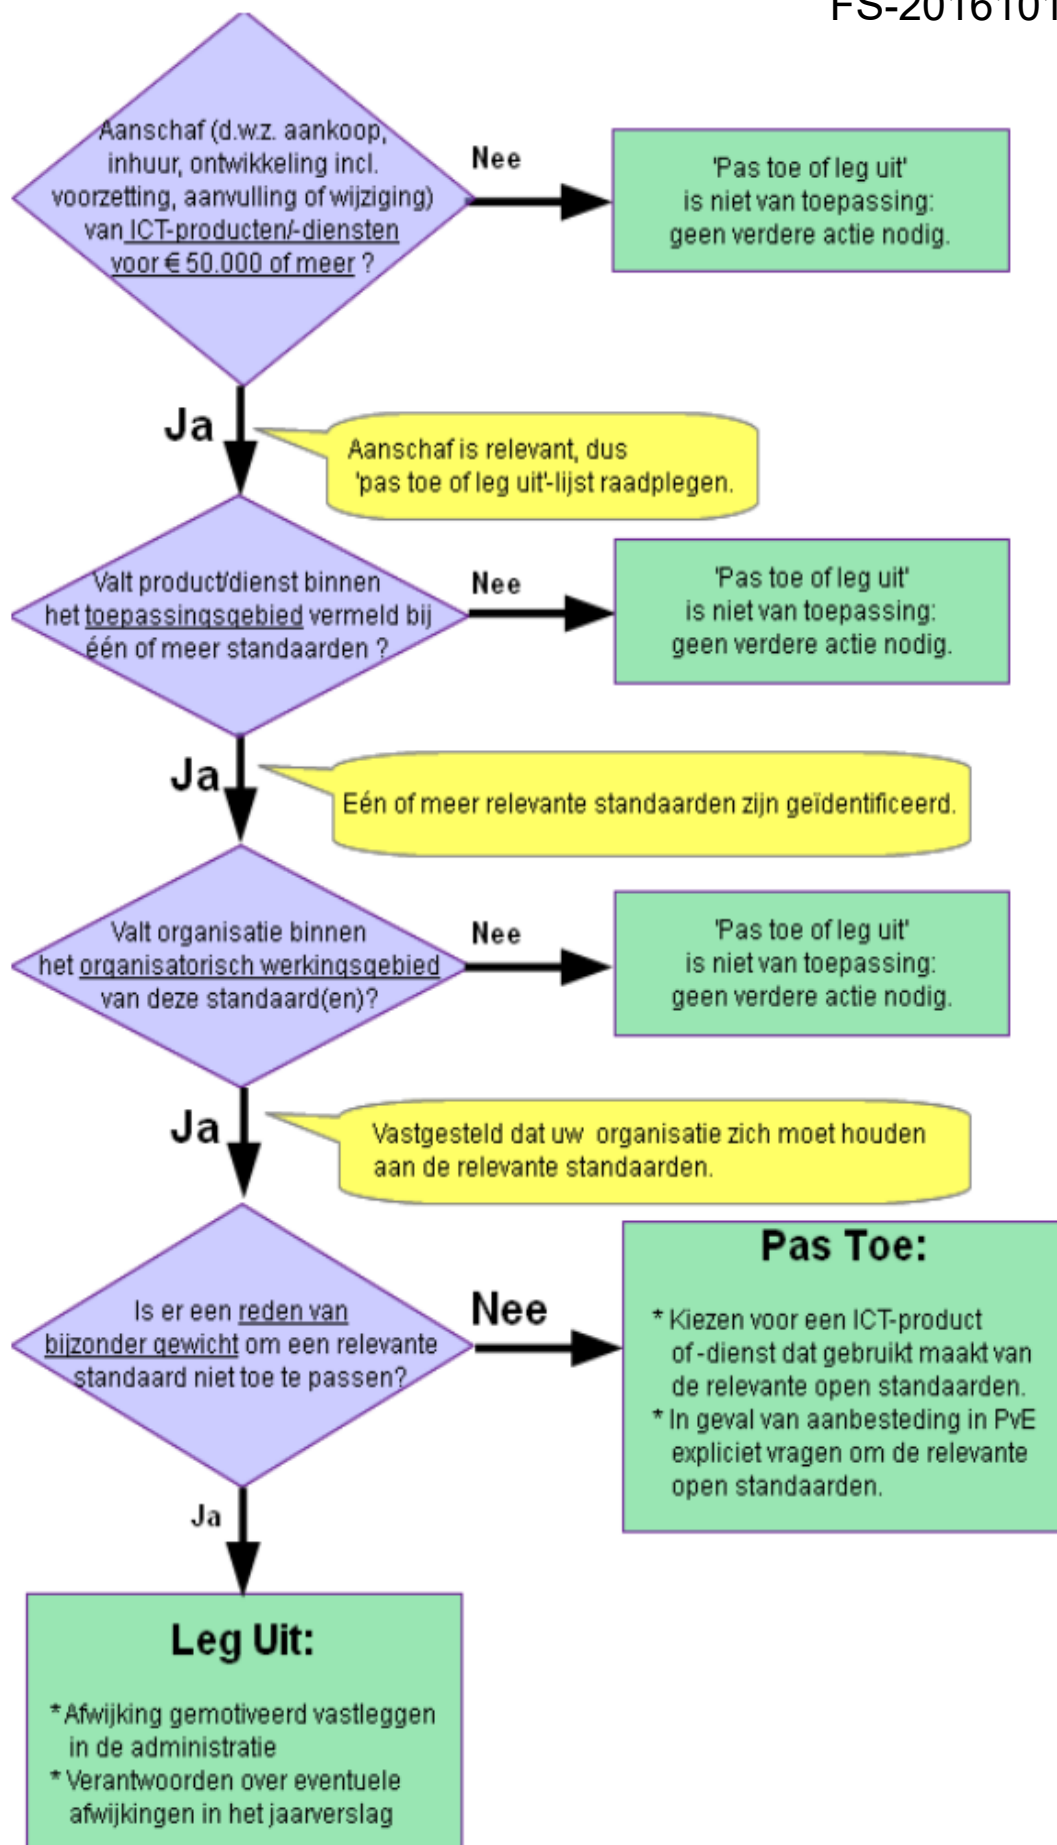 FS-2016101
Aanschaf (d.w.z. aankoop,
inhuur, ontwikkeling incl.
voorzetting, aanvulling of wijziging)
van ICT-producten/-diensten
voor € 50.000 of meer ?
Nee
'Pas toe of leg uit'
is niet van toepassing:
geen verdere actie nodig.
Ja
Aanschaf is relevant, dus
'pas toe of leg uit'-lijst raadplegen.
Valt product/dienst binnen
het toepassingsgebied vermeld bij
één of meer standaarden ?
Nee
'Pas toe of leg uit'
is niet van toepassing:
geen verdere actie nodig.
Ja
Eén of meer relevante standaarden zijn geïdentificeerd.
Valt organisatie binnen
het organisatorisch werkingsgebied
van deze standaard(en)?
Nee
'Pas toe of leg uit'
is niet van toepassing:
geen verdere actie nodig.
Ja
Vastgesteld dat uw organisatie zich moet houden
aan de relevante standaarden.
Is er een reden van
bijzonder gewicht om een relevante
standaard niet toe te passen?
Nee
Pas Toe:
* Kiezen voor een ICT-product
of -dienst dat gebruikt maakt van
de relevante open standaarden.
* In geval van aanbesteding in PvE
expliciet vragen om de relevante
open standaarden.
Ja
Leg Uit:
* Afwijking gemotiveerd vastleggen
in de administratie
* Verantwoorden over eventuele
afwijkingen in het jaarverslag